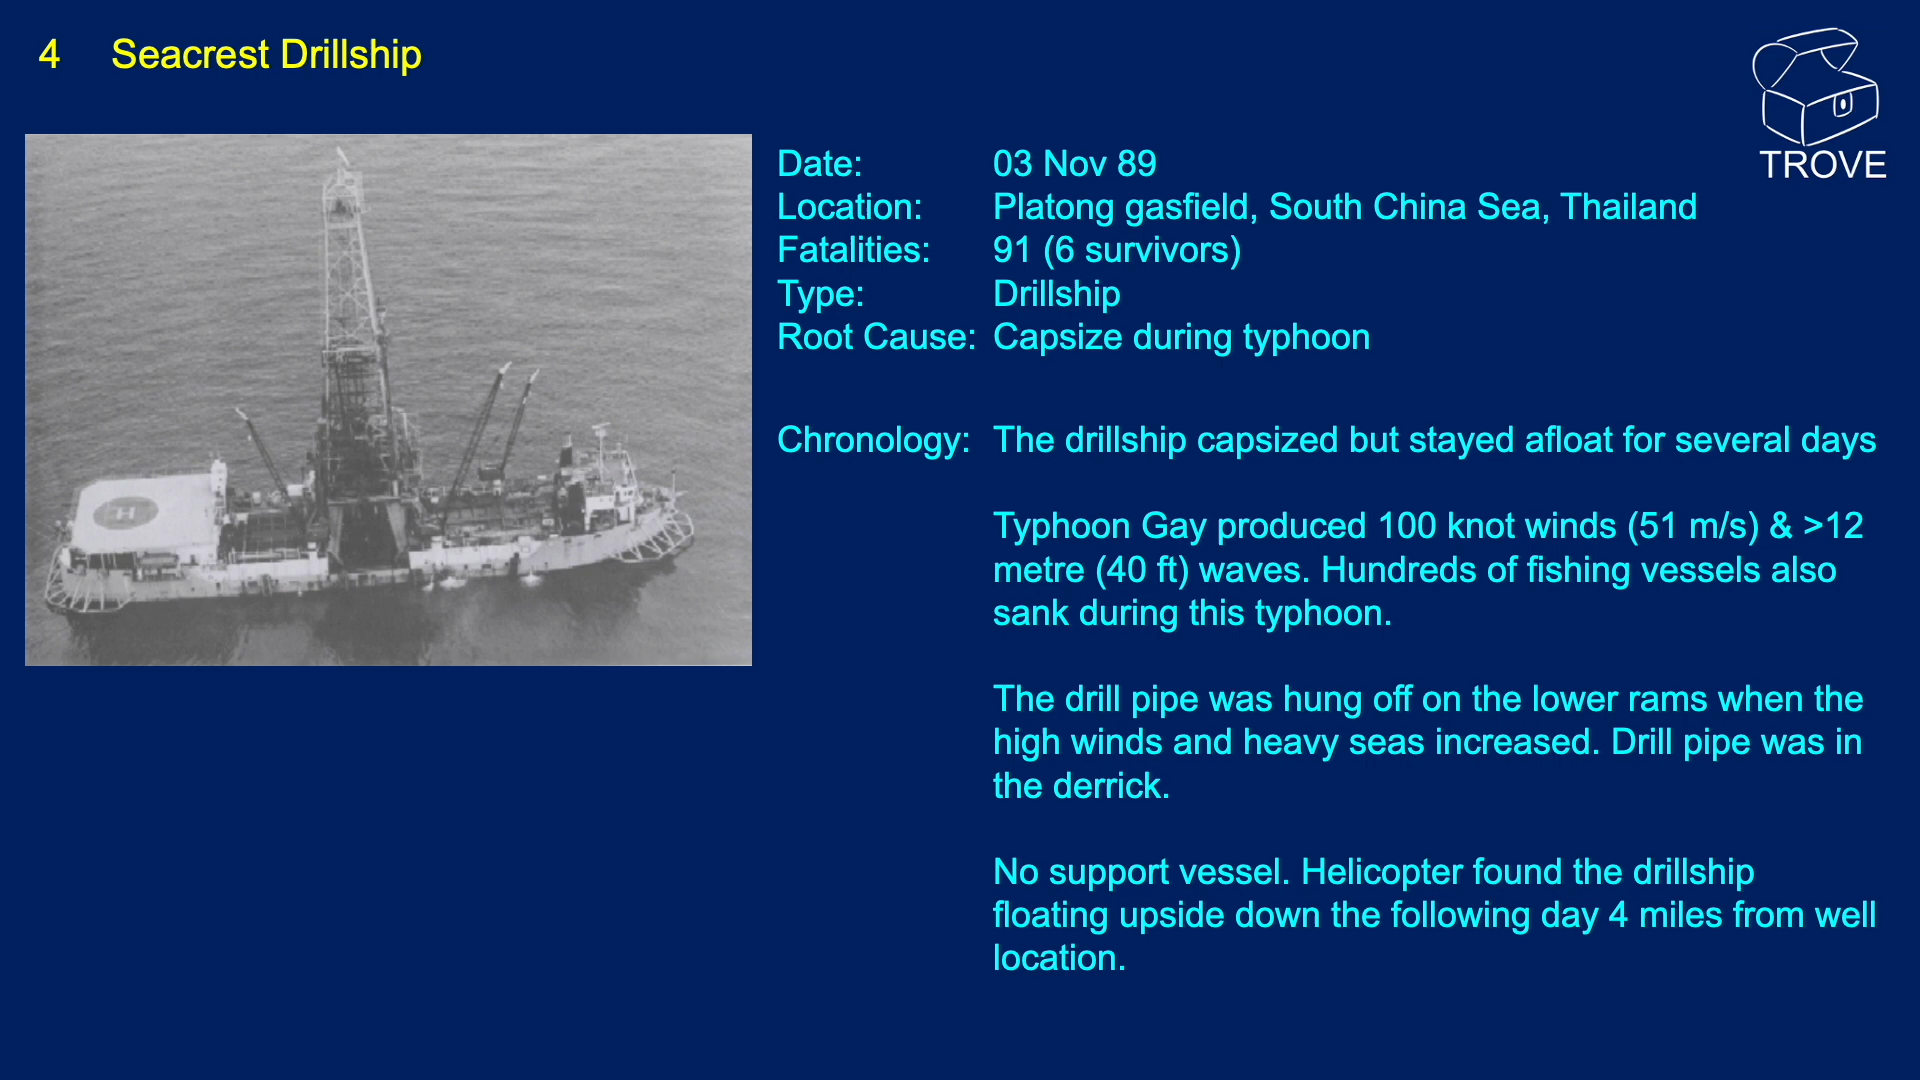 4 Seacrest Drillship
TROVE
H
Date: 03 Nov 89
Location: Platong gasfield, South China Sea, Thailand
Fatalities: 91 (6 survivors)
Type: Drillship
Root Cause: Capsize during typhoon
Chronology: The drillship capsized but stayed afloat for several days
Typhoon Gay produced 100 knot winds (51 m/s) & >12
metre (40 ft) waves. Hundreds of fishing vessels also
sank during this typhoon.
The drill pipe was hung off on the lower rams when the
high winds and heavy seas increased. Drill pipe was in
the derrick.
No support vessel. Helicopter found the drillship
floating upside down the following day 4 miles from well
location.